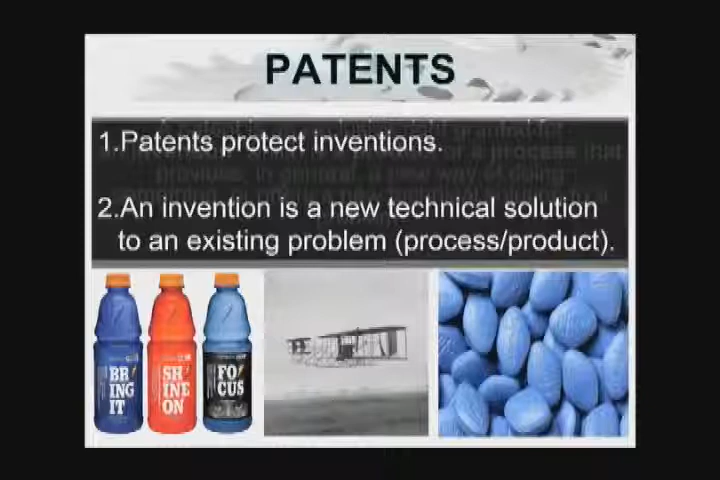 PATENTS
1.Patents protect inventions.
2.An invention is a new technical solution
to an existing problem (process/product).
BR
ING
IT
SH
INE
ON
FO
CUS